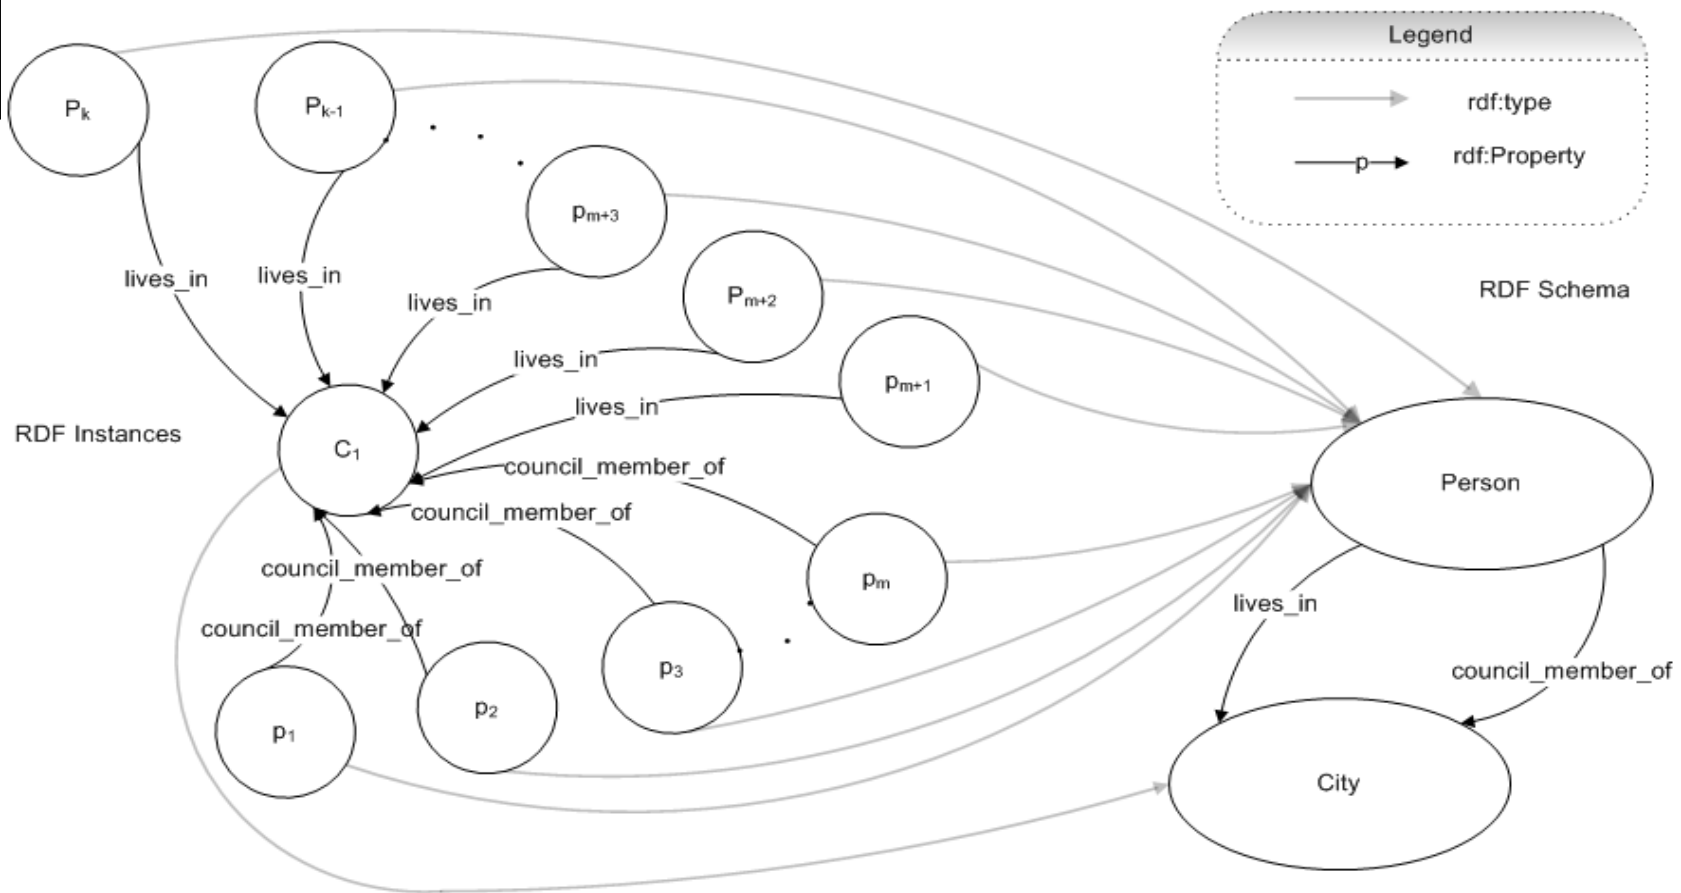 Legend
rdf:type
p
rdf:Property
RDF Schema
Pₖ
Pₖ₋₁
pₘ₊₃
Pₘ₊₂
pₘ₊₁
lives_in
lives_in
lives_in
lives_in
lives_in
RDF Instances
C₁
council_member_of
council_member_of
council_member_of
council_member_of
pₘ
p₃
p₂
p₁
Person
lives_in
council_member_of
City